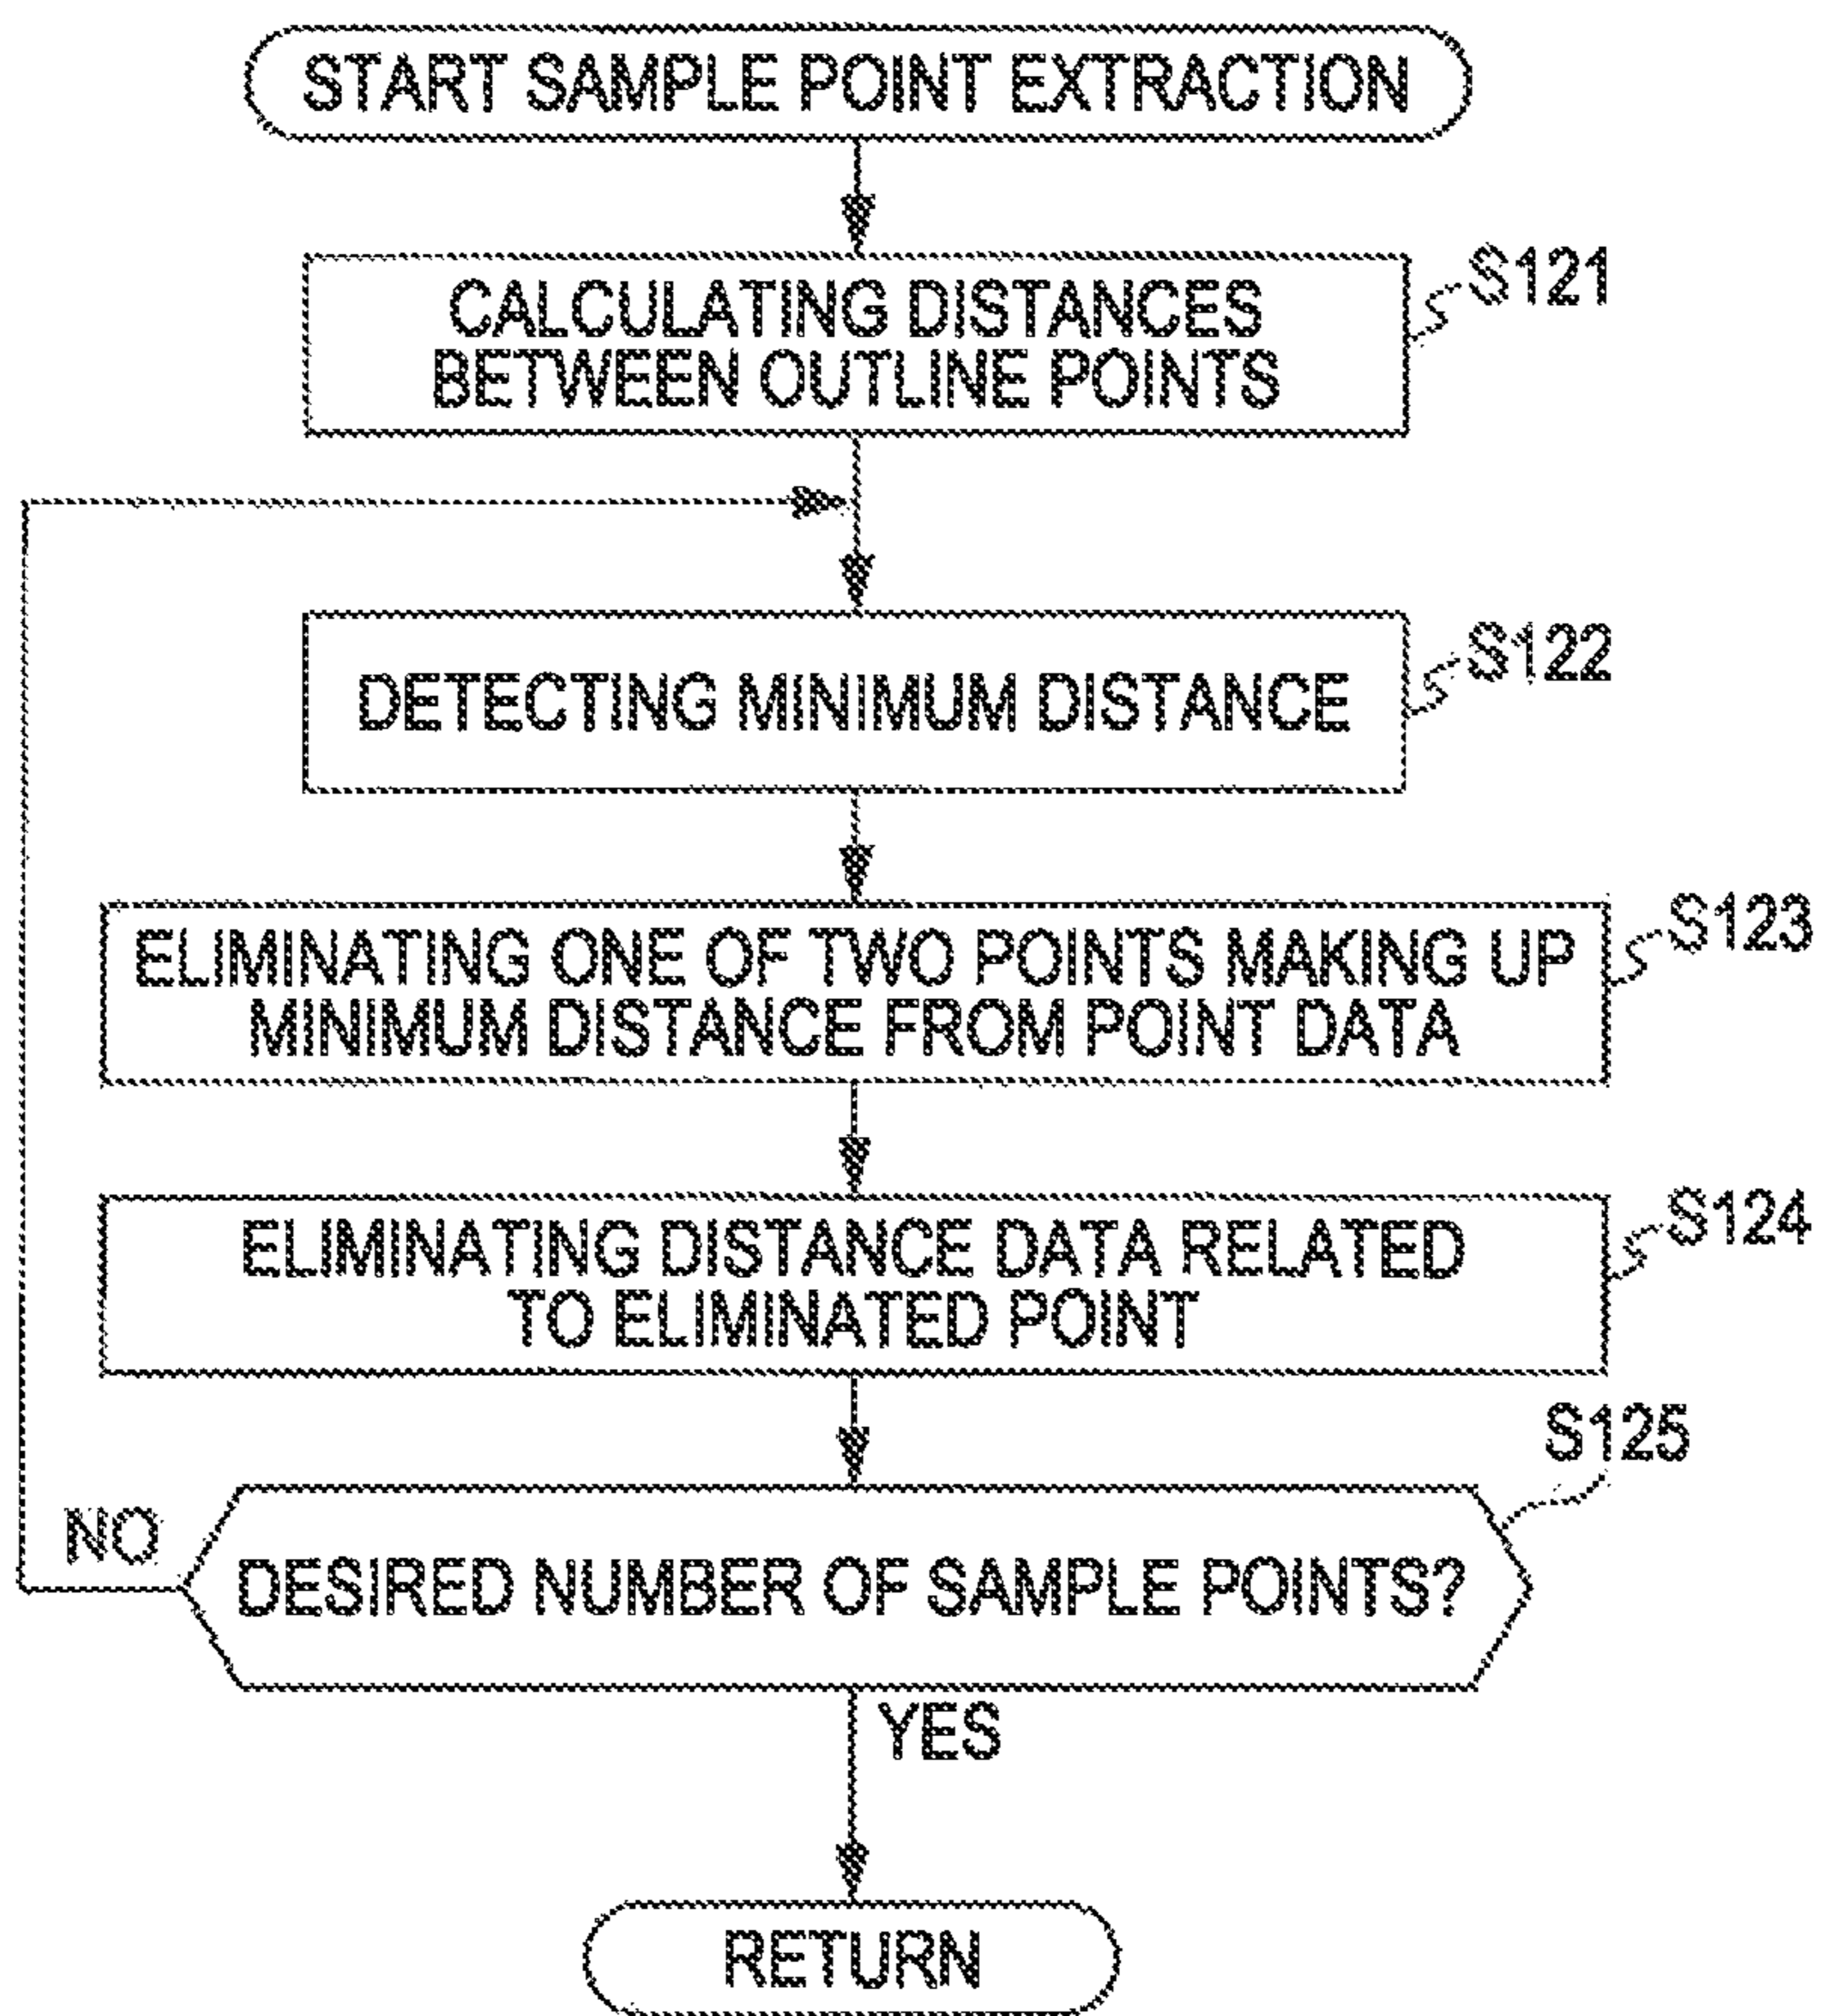 START SAMPLE POINT EXTRACTION
CALCULATING DISTANCES
BETWEEN OUTLINE POINTS
S121
DETECTING MINIMUM DISTANCE
S122
ELIMINATING ONE OF TWO POINTS MAKING UP
MINIMUM DISTANCE FROM POINT DATA
S123
ELIMINATING DISTANCE DATA RELATED
TO ELIMINATED POINT
S124
S125
NO
DESIRED NUMBER OF SAMPLE POINTS?
YES
RETURN